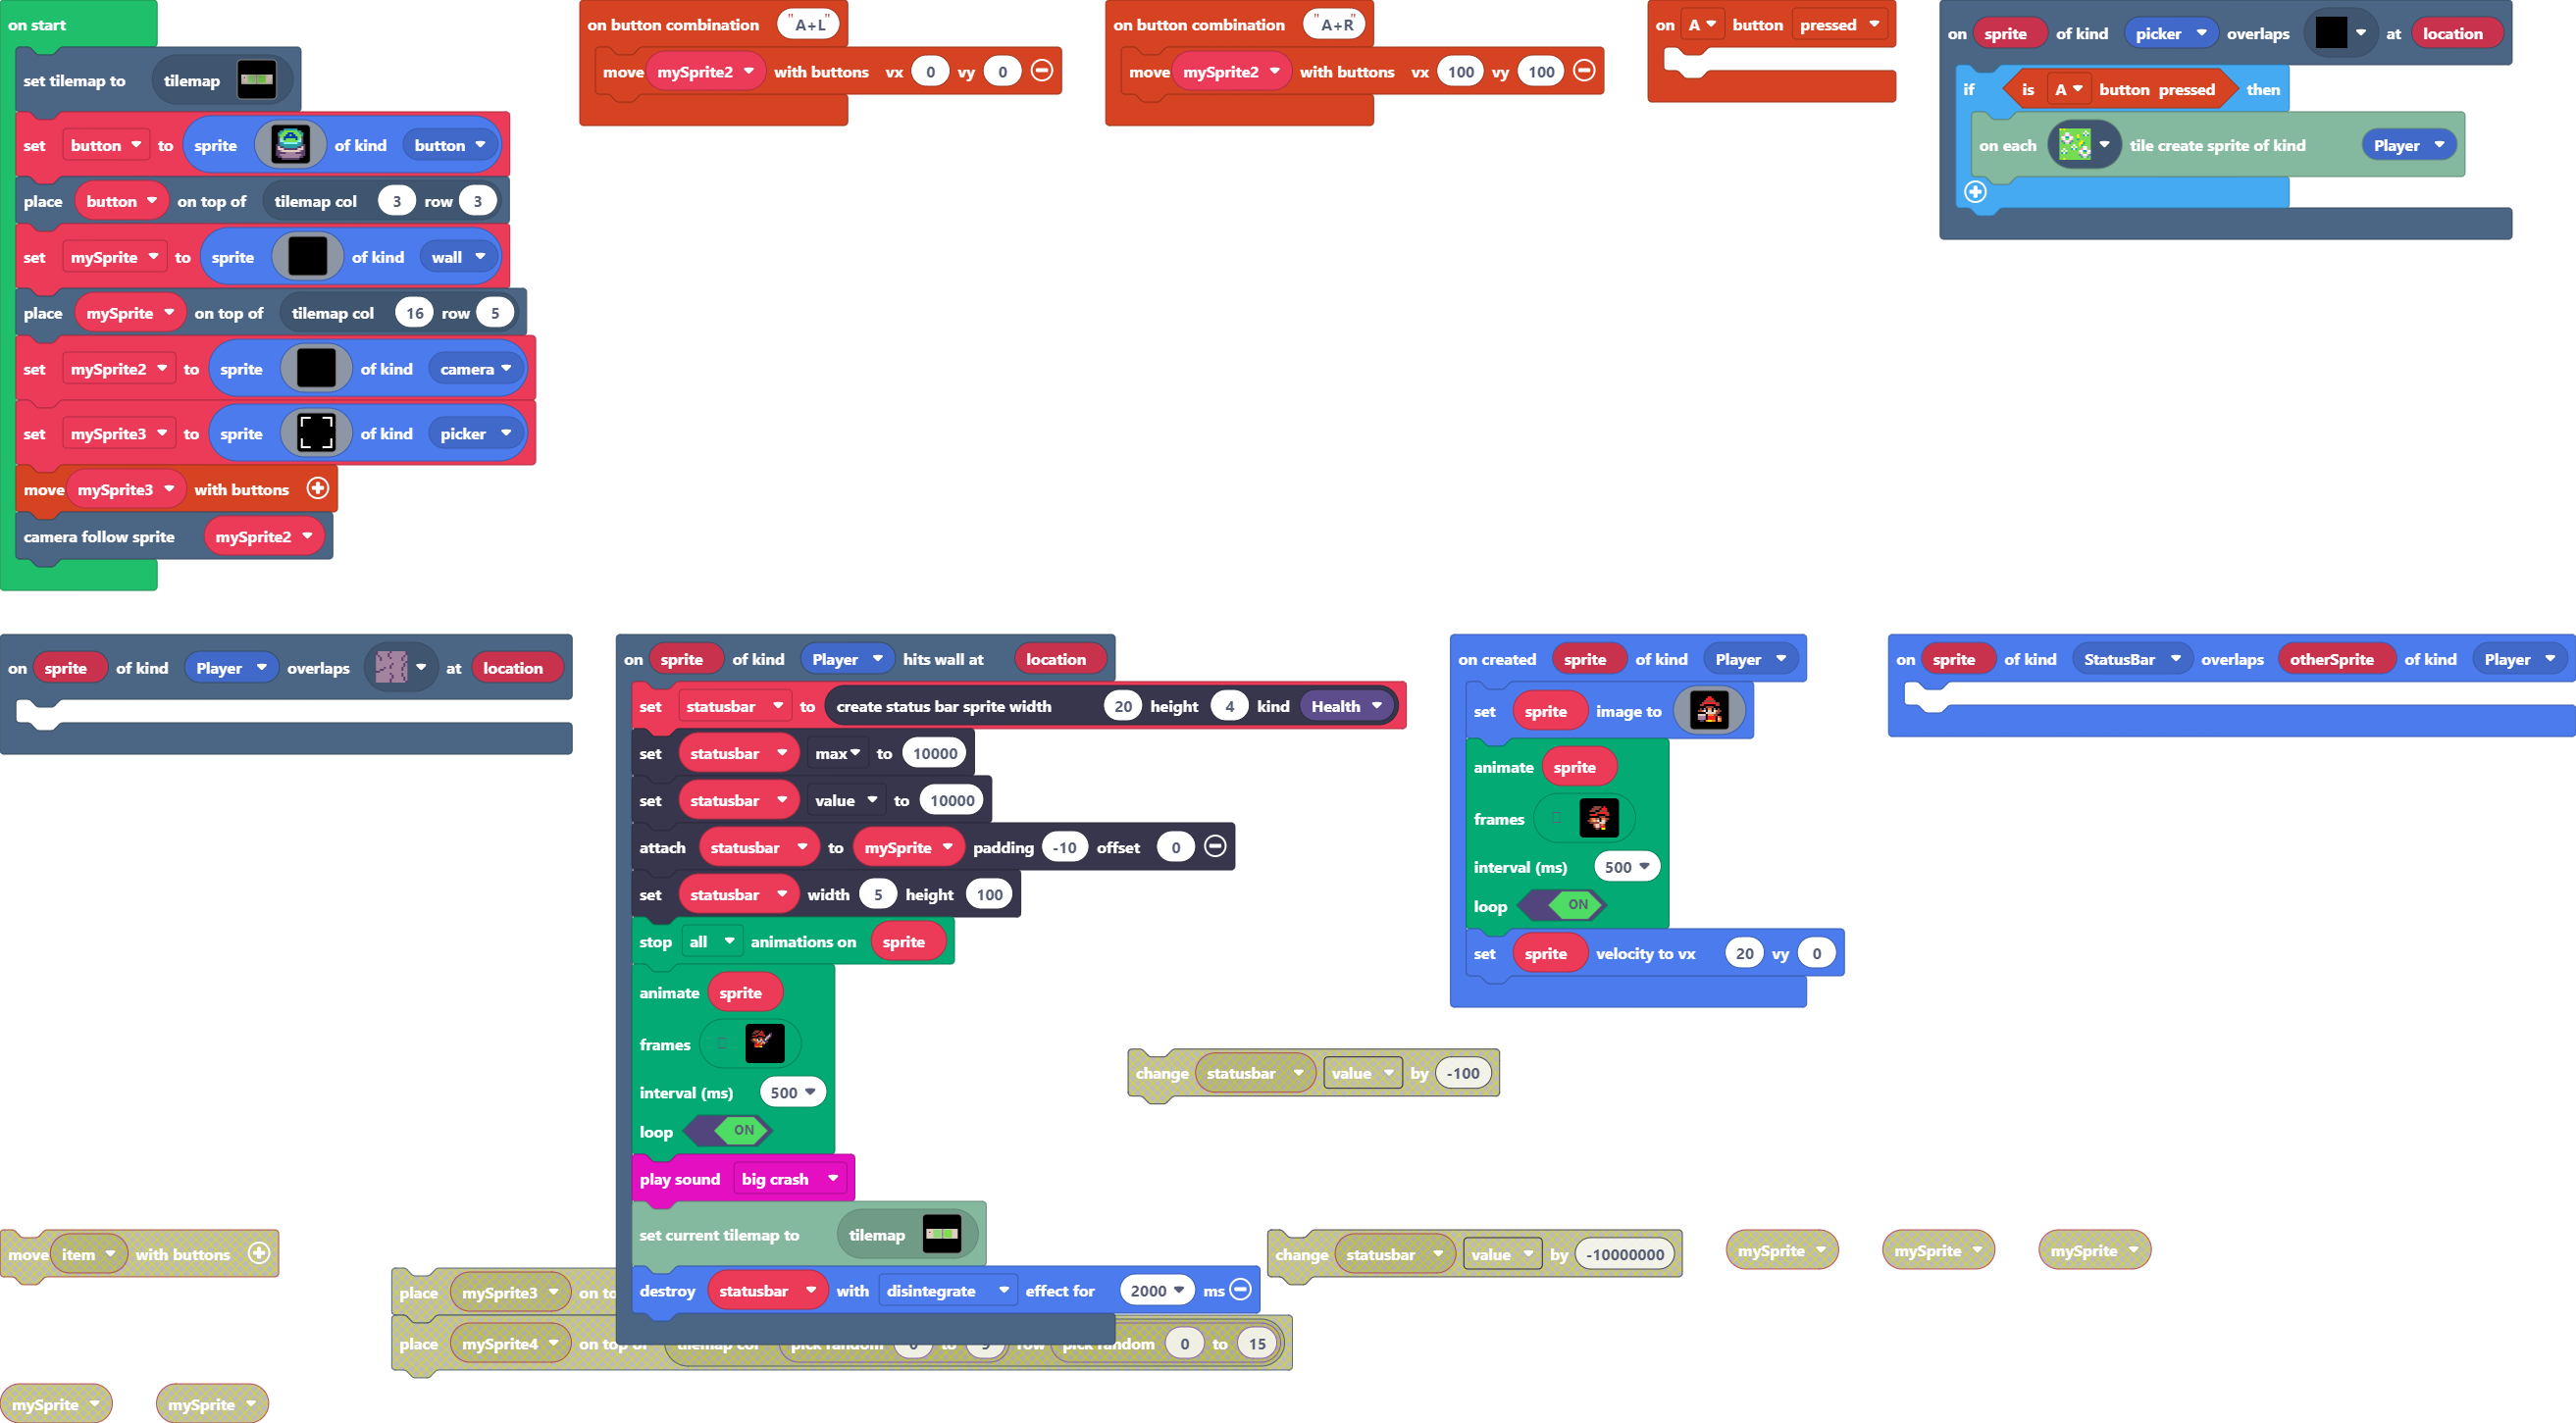 on start
set tilemap to tilemap
set button to sprite of kind button
place button on top of tilemap col 3 row 3
set mySprite to sprite of kind wall
place mySprite on top of tilemap col 16 row 5
set mySprite2 to sprite of kind camera
set mySprite3 to sprite of kind picker
move mySprite3 with buttons
camera follow sprite mySprite2
on button combination "A+L"
move mySprite2 with buttons vx 0 vy 0
on button combination "A+R"
move mySprite2 with buttons vx 100 vy 100
on A button pressed
on sprite of kind picker overlaps at location
if is A button pressed then
on each tile create sprite of kind Player
on sprite of kind Player overlaps at location
on sprite of kind Player hits wall at location
set statusbar to create status bar sprite width 20 height 4 kind Health
set statusbar max to 10000
set statusbar value to 10000
attach statusbar to mySprite padding -10 offset 0
set statusbar width 5 height 100
stop all animations on sprite
animate sprite
frames
interval (ms) 500
loop ON
play sound big crash
set current tilemap to tilemap
destroy statusbar with disintegrate effect for 2000 ms
on created sprite of kind Player
set sprite image to
animate sprite
frames
interval (ms) 500
loop ON
set sprite velocity to vx 20 vy 0
on sprite of kind StatusBar overlaps otherSprite of kind Player
change statusbar value by -100
move item with buttons
place mySprite3 on to
place mySprite4 on top of tilemap col pick random 0 to 9 row pick random 0 to 15
change statusbar value by -10000000
mySprite
mySprite
mySprite
mySprite
mySprite